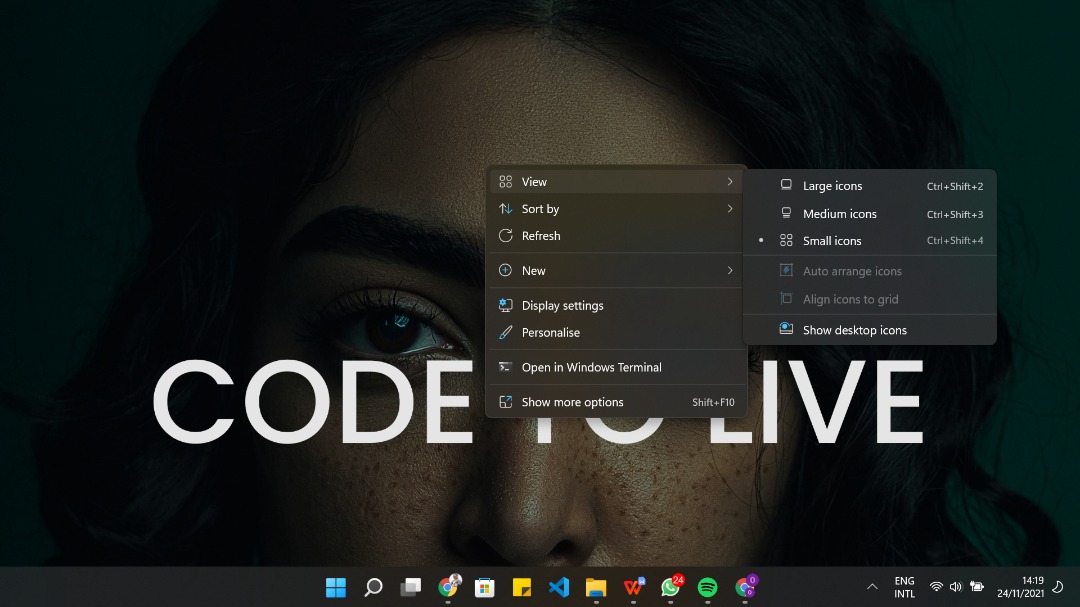 View
Sort by
Refresh
New
Display settings
Personalise
Open in Windows Terminal
Show more options Shift+F10
Large icons Ctrl+Shift+2
Medium icons Ctrl+Shift+3
Small icons Ctrl+Shift+4
Auto arrange icons
Align icons to grid
Show desktop icons
CODE TO LIVE
24
0
0
ENG
INTL
14:19
24/11/2021